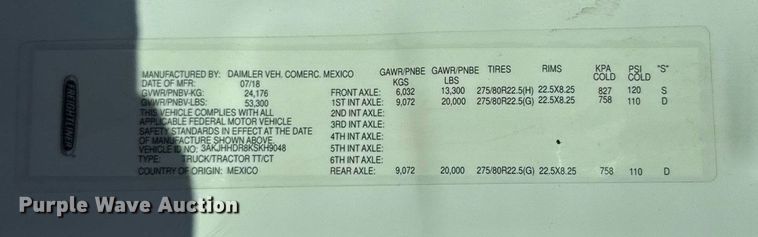 FREIGHTLINER
MANUFACTURED BY: DAIMLER VEH. COMERC. MEXICO
DATE OF MFR: 07/18
GVWR/PNBV-KG: 24,176
GVWR/PNBV-LBS: 53,300
THIS VEHICLE COMPLIES WITH ALL
APPLICABLE FEDERAL MOTOR VEHICLE
SAFETY STANDARDS IN EFFECT AT THE DATE
OF MANUFACTURE SHOWN ABOVE.
VEHICLE ID NO: 3AKJHHDR8KSKH9048
TYPE: TRUCK/TRACTOR TT/CT
COUNTRY OF ORIGIN: MEXICO
GAWR/PNBE KGS GAWR/PNBE LBS TIRES RIMS KPA COLD PSI COLD "S"
FRONT AXLE: 6,032 13,300 275/80R22.5(H) 22.5X8.25 827 120 S
1ST INT AXLE: 9,072 20,000 275/80R22.5(G) 22.5X8.25 758 110 D
2ND INT AXLE:
3RD INT AXLE:
4TH INT AXLE:
5TH INT AXLE:
6TH INT AXLE:
REAR AXLE: 9,072 20,000 275/80R22.5(G) 22.5X8.25 758 110 D
Purple Wave Auction